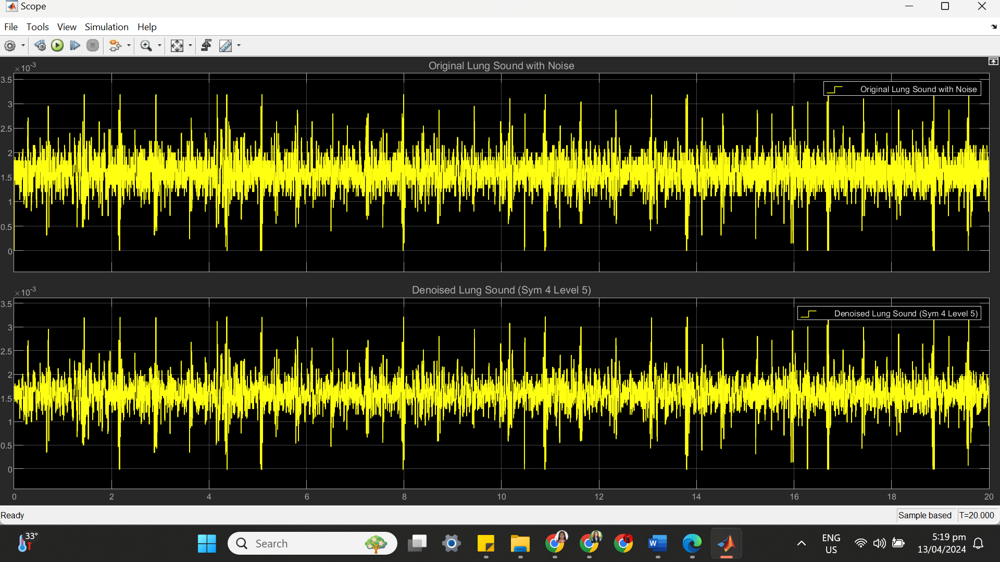 Scope
File Tools View Simulation Help
×10-3
Original Lung Sound with Noise
3.5
3
2.5
2
1.5
1
0.5
0
Original Lung Sound with Noise
×10-3
Denoised Lung Sound (Sym 4 Level 5)
3.5
3
2.5
2
1.5
1
0.5
0
Denoised Lung Sound (Sym 4 Level 5)
0 2 4 6 8 10 12 14 16 18 20
Ready
Sample based T=20.000
33°
Search
W
ENG
US
5:19 pm
13/04/2024